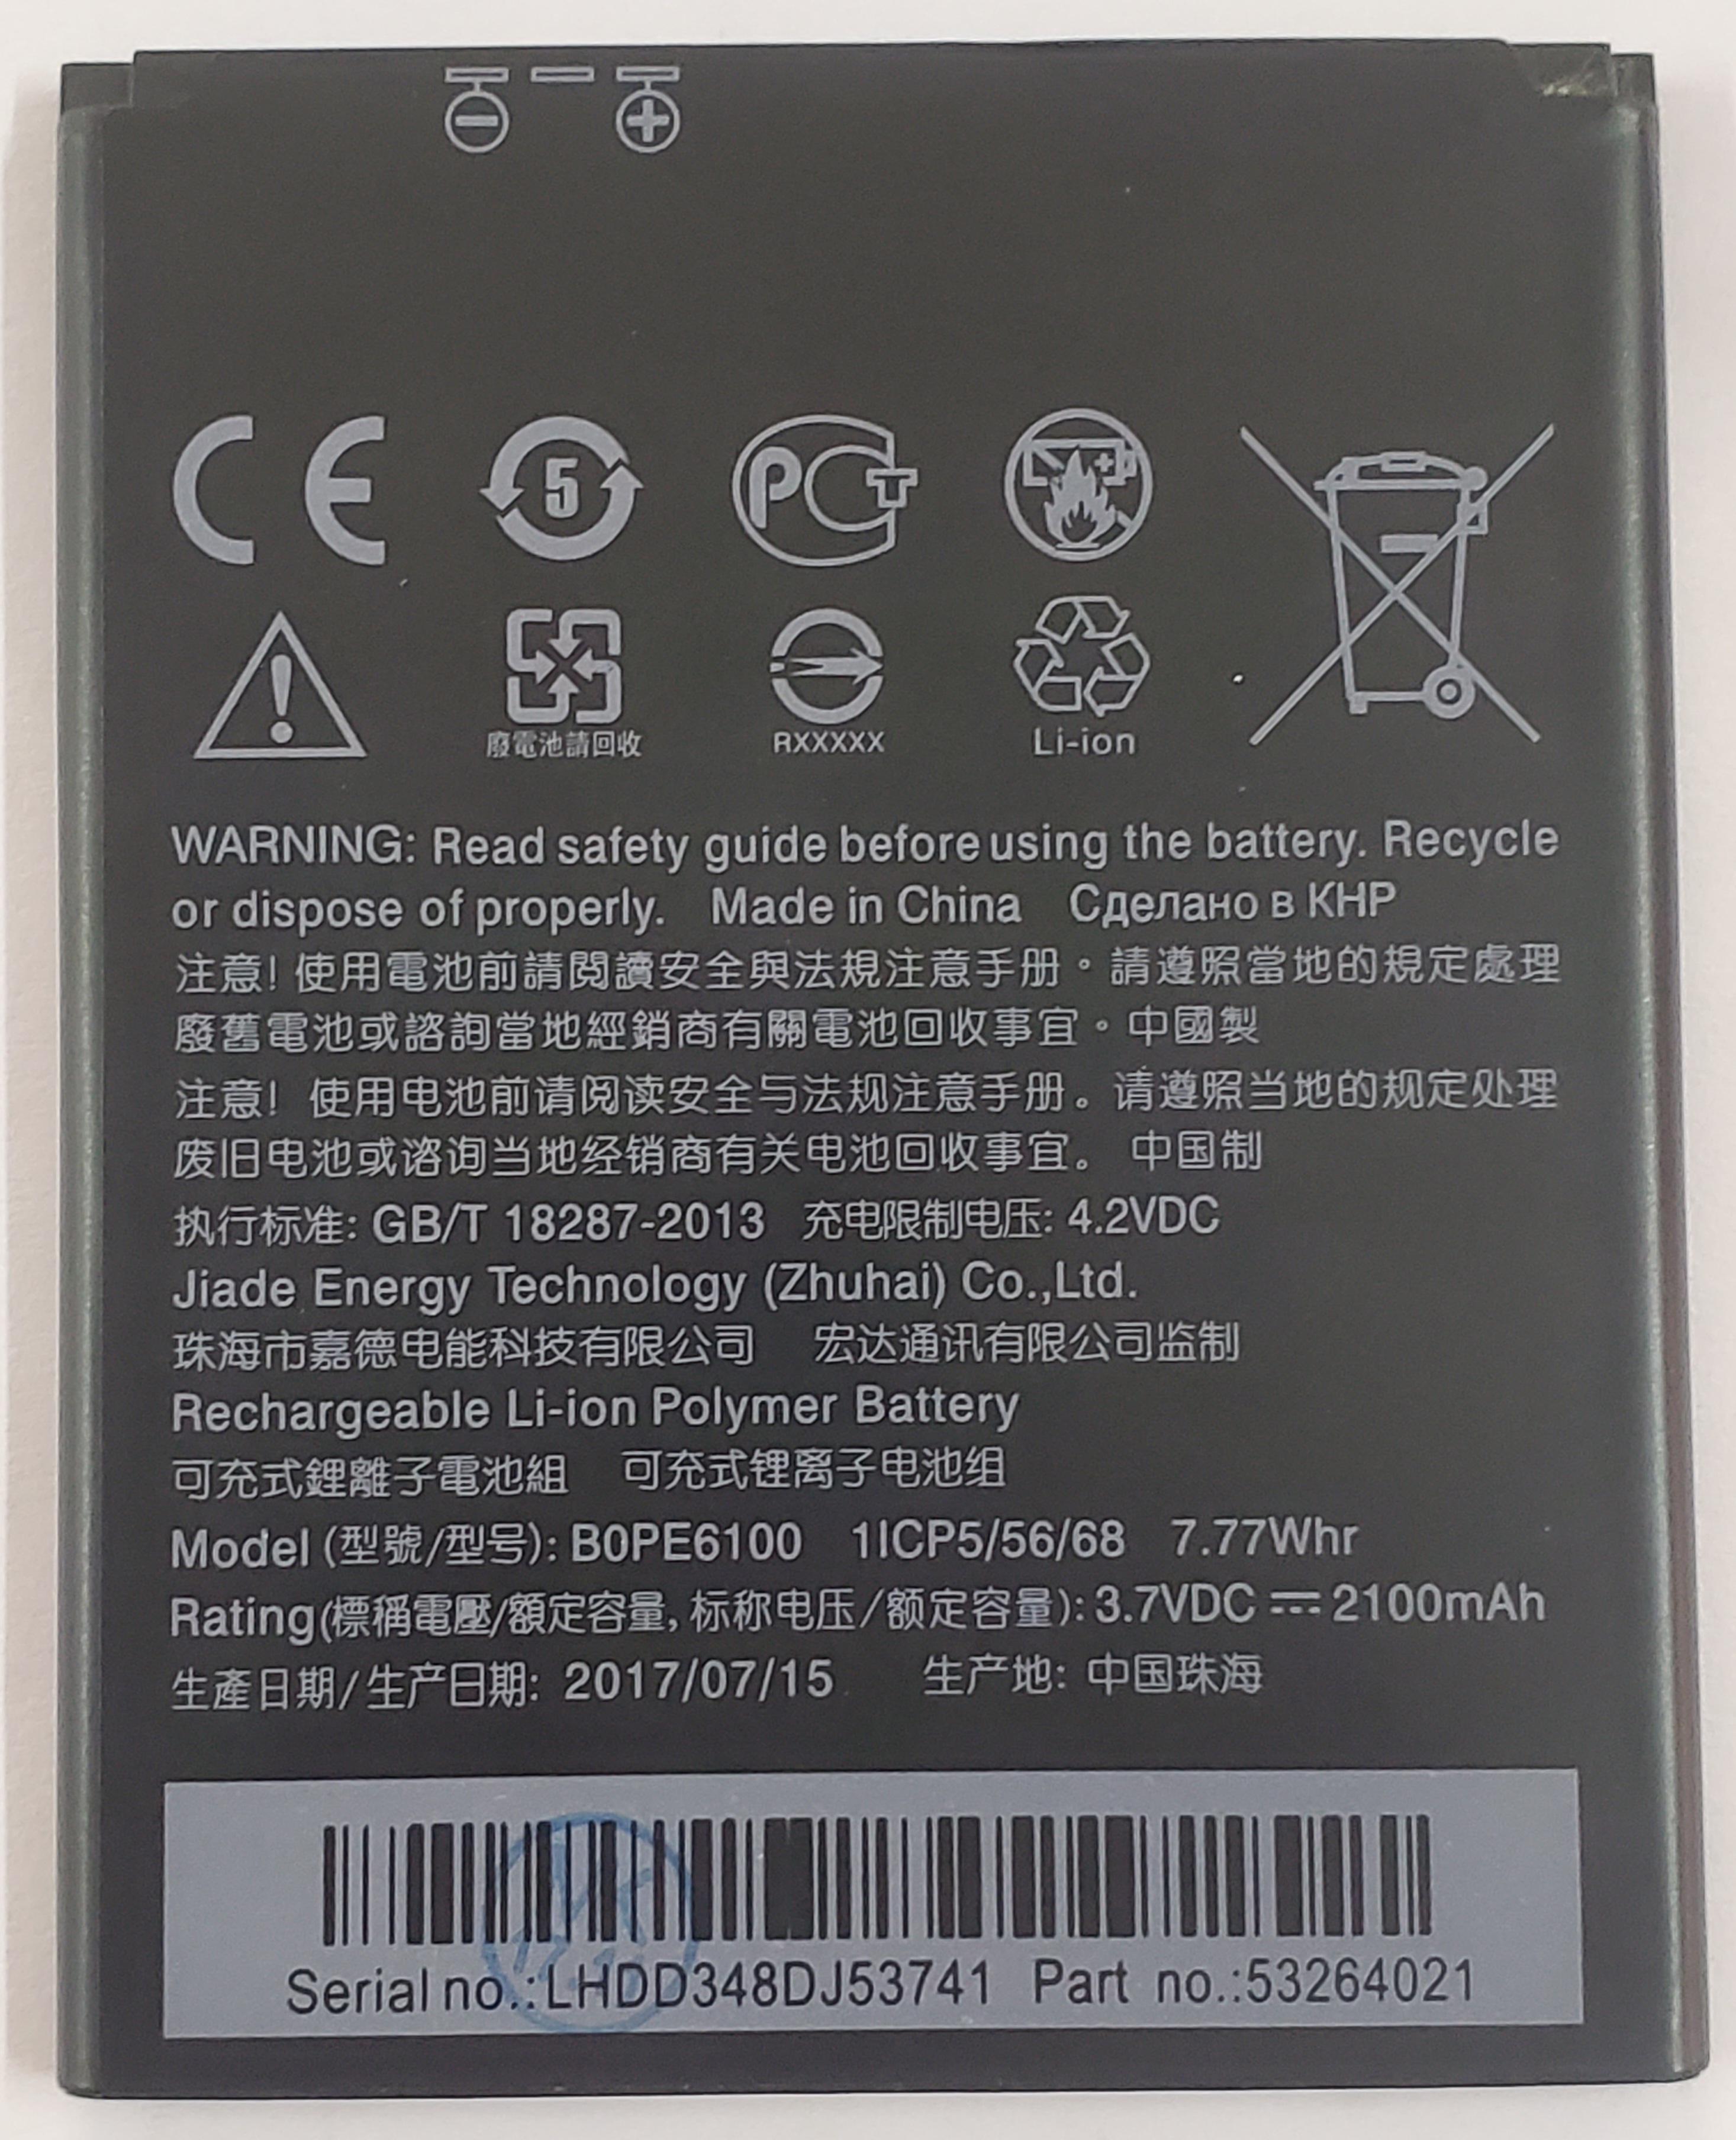 CE
5
PCT
廢電池請回收
RXXXXX
Li-ion
WARNING: Read safety guide before using the battery. Recycle
or dispose of properly. Made in China Сделано в КНР
注意! 使用電池前請閱讀安全與法規注意手册。請遵照當地的規定處理
廢舊電池或諮詢當地經銷商有關電池回收事宜。中國製
注意! 使用电池前请阅读安全与法规注意手册。请遵照当地的规定处理
废旧电池或谘询当地经销商有关电池回收事宜。 中国制
执行标准: GB/T 18287-2013 充电限制电压: 4.2VDC
Jiade Energy Technology (Zhuhai) Co.,Ltd.
珠海市嘉德电能科技有限公司 宏达通讯有限公司监制
Rechargeable Li-ion Polymer Battery
可充式鋰離子電池組 可充式锂离子电池组
Model (型號/型号): B0PE6100 1ICP5/56/68 7.77Whr
Rating(標稱電壓/額定容量, 标称电压/额定容量): 3.7VDC ⎓ 2100mAh
生產日期/生产日期: 2017/07/15 生产地: 中国珠海
Serial no.:LHDD348DJ53741 Part no.:53264021